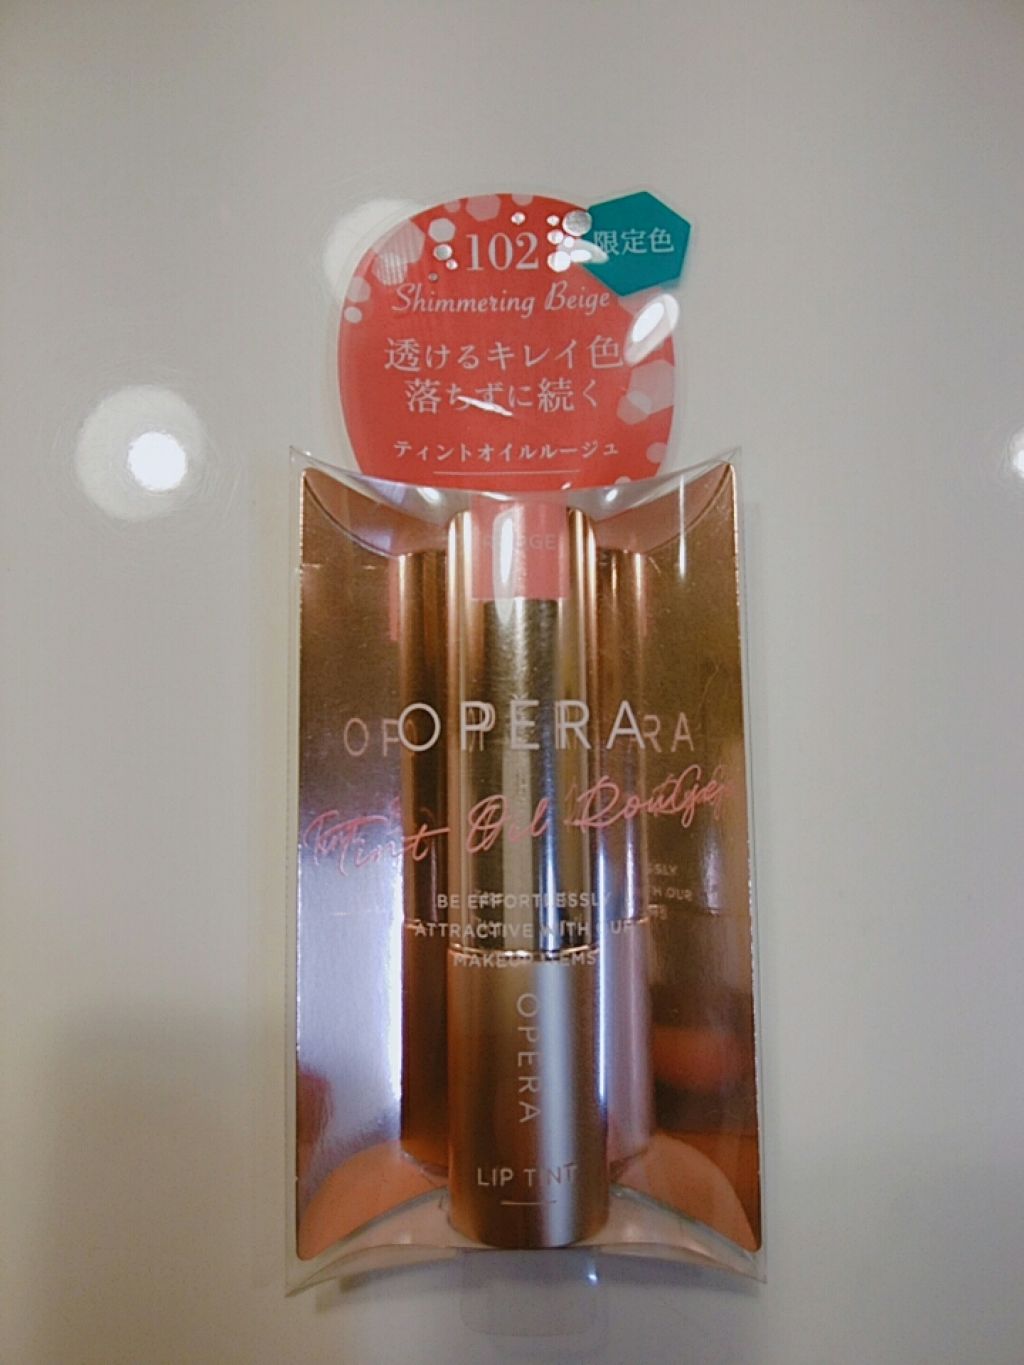 102
限定色
Shimmering Beige
透けるキレイ色
落ちずに続く
ティントオイルルージュ
OPERA
Tint Oil Rouge
BE EFFORTLESSLY
ATTRACTIVE WITH OUR
MAKEUP ITEMS
OPERA
LIP TINT